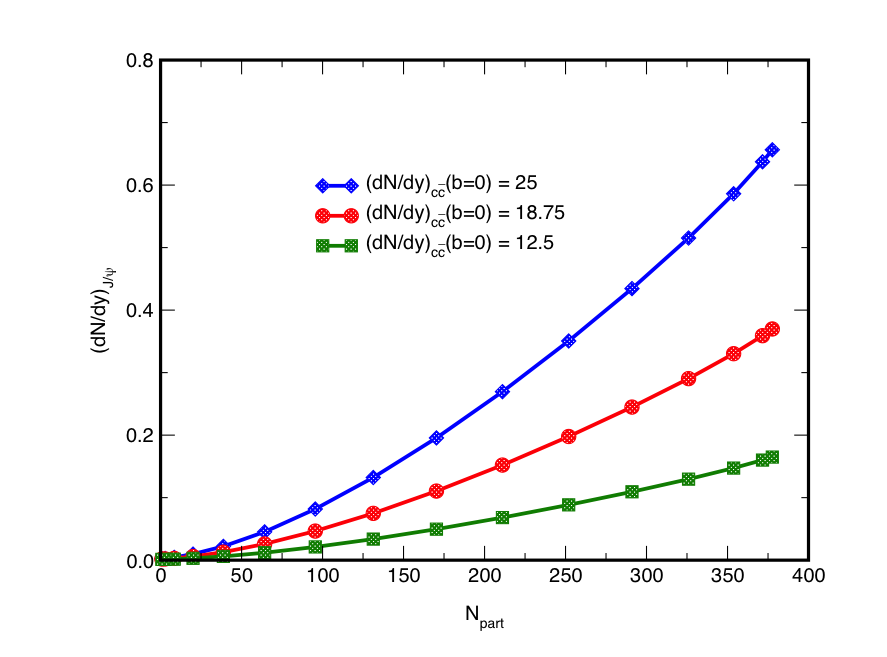 0.8
0.6
0.4
0.2
0.0
(dN/dy)J/ψ
(dN/dy)cc̄(b=0) = 25
(dN/dy)cc̄(b=0) = 18.75
(dN/dy)cc̄(b=0) = 12.5
0 50 100 150 200 250 300 350 400
Npart